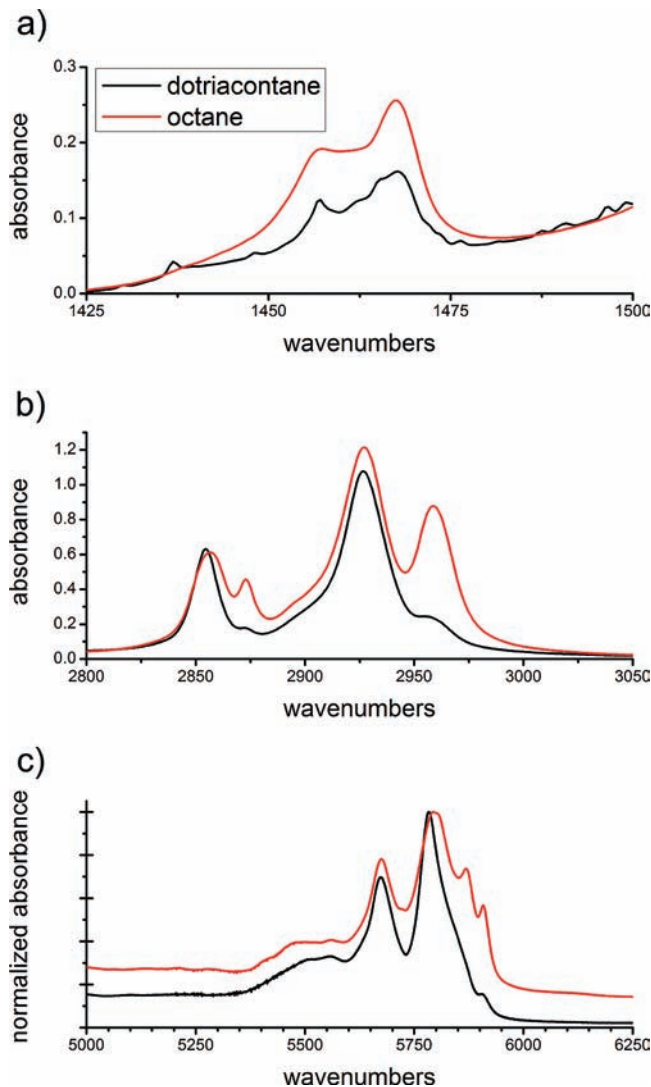 a)
0.3
dotriacontane
octane
0.2
absorbance
0.1
0.0
1425 1450 1475 1500
wavenumbers
b)
1.2
1.0
0.8
absorbance
0.6
0.4
0.2
0.0
2800 2850 2900 2950 3000 3050
wavenumbers
c)
normalized absorbance
5000 5250 5500 5750 6000 6250
wavenumbers